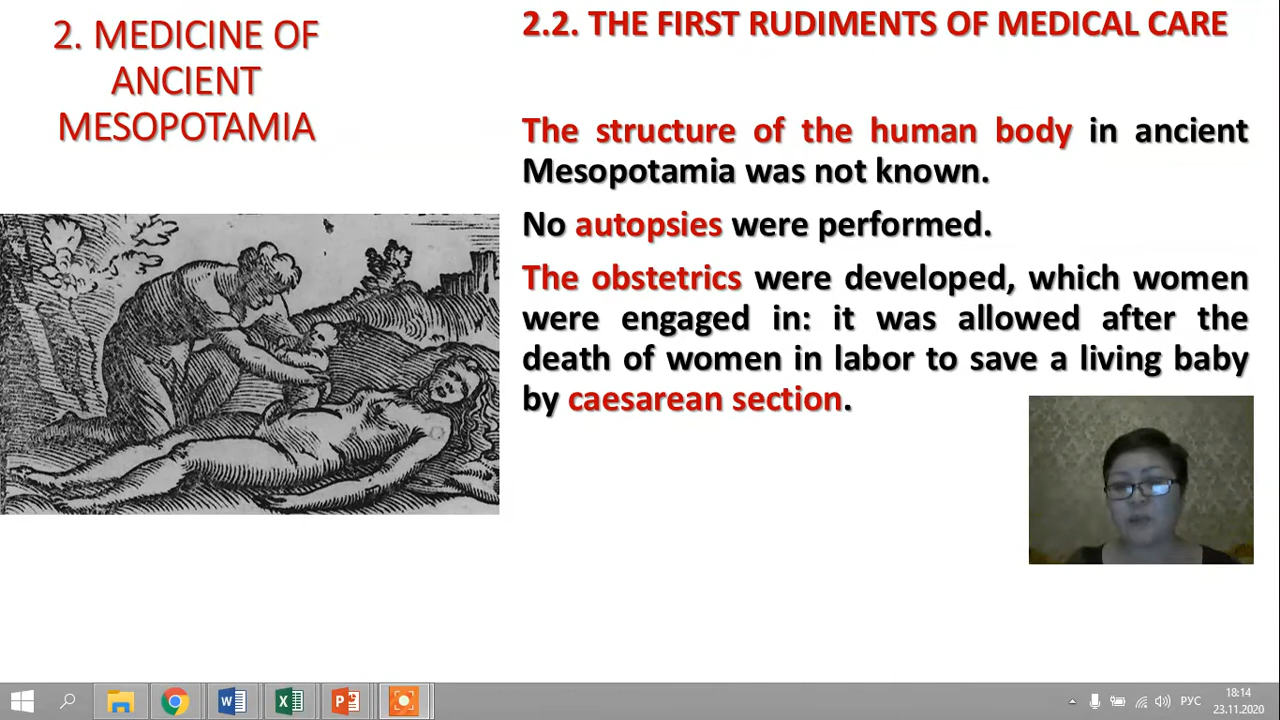 2. MEDICINE OF
ANCIENT
MESOPOTAMIA
2.2. THE FIRST RUDIMENTS OF MEDICAL CARE
The structure of the human body in ancient
Mesopotamia was not known.
No autopsies were performed.
The obstetrics were developed, which women
were engaged in: it was allowed after the
death of women in labor to save a living baby
by caesarean section.
РУС
18:14
23.11.2020